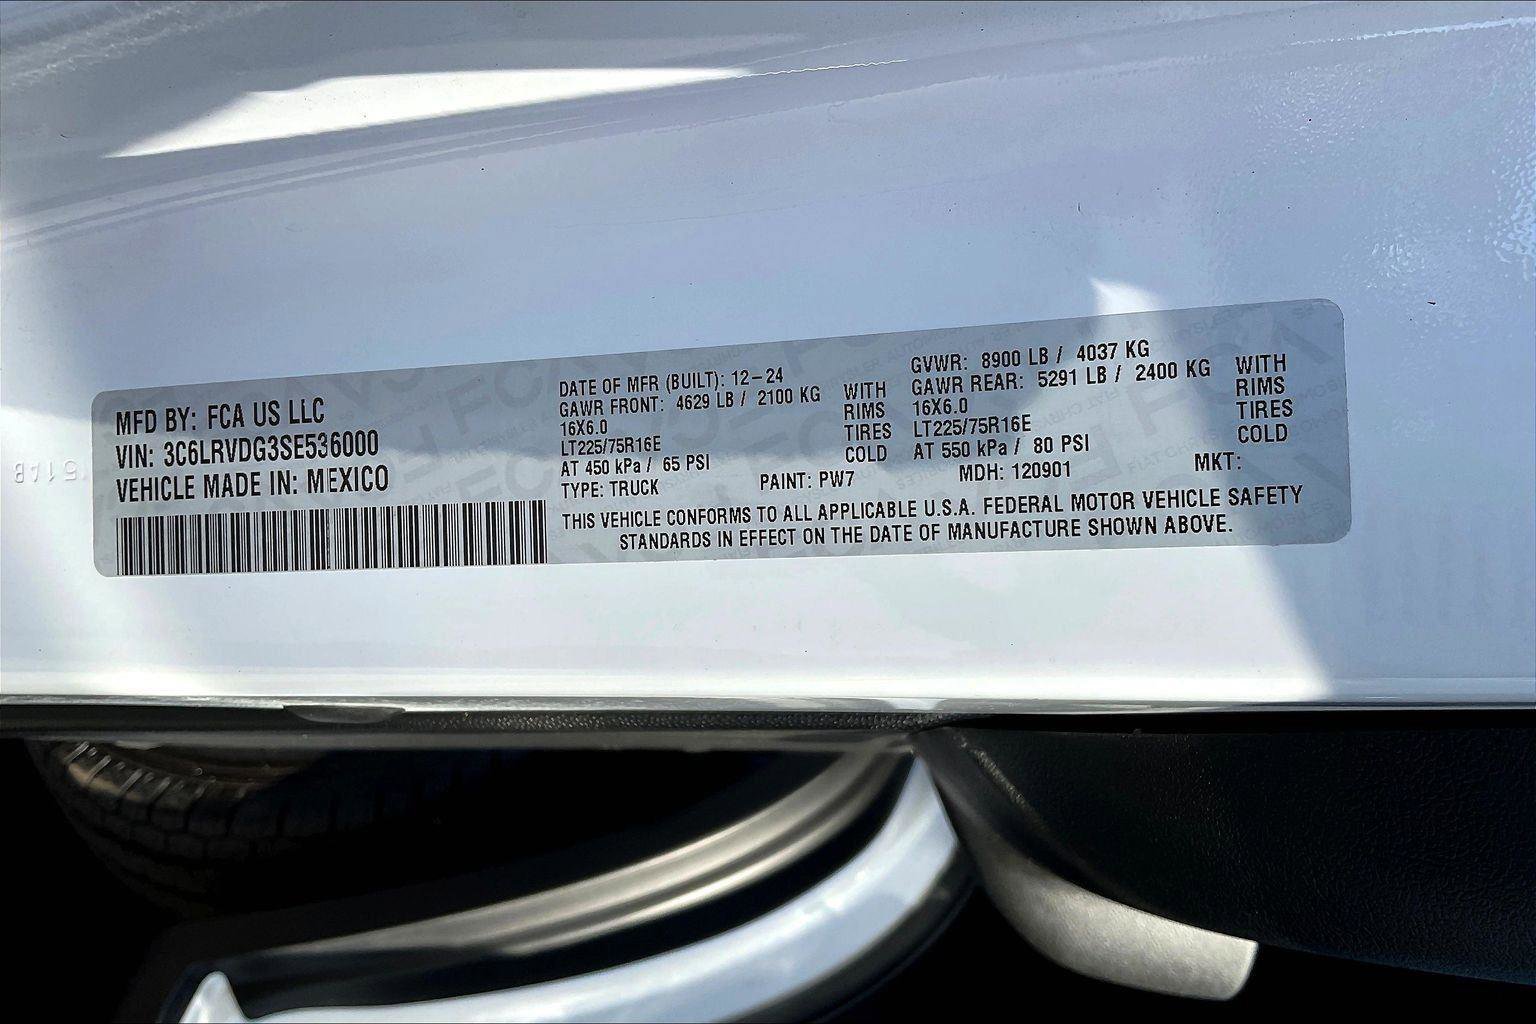 MFD BY: FCA US LLC
VIN: 3C6LRVDG3SE536000
VEHICLE MADE IN: MEXICO
DATE OF MFR (BUILT): 12-24
GAWR FRONT: 4629 LB / 2100 KG WITH
16X6.0 RIMS
LT225/75R16E TIRES
AT 450 kPa / 65 PSI COLD
GVWR: 8900 LB / 4037 KG
GAWR REAR: 5291 LB / 2400 KG WITH
16X6.0 RIMS
LT225/75R16E TIRES
AT 550 kPa / 80 PSI COLD
TYPE: TRUCK PAINT: PW7 MDH: 120901 MKT:
THIS VEHICLE CONFORMS TO ALL APPLICABLE U.S.A. FEDERAL MOTOR VEHICLE SAFETY
STANDARDS IN EFFECT ON THE DATE OF MANUFACTURE SHOWN ABOVE.